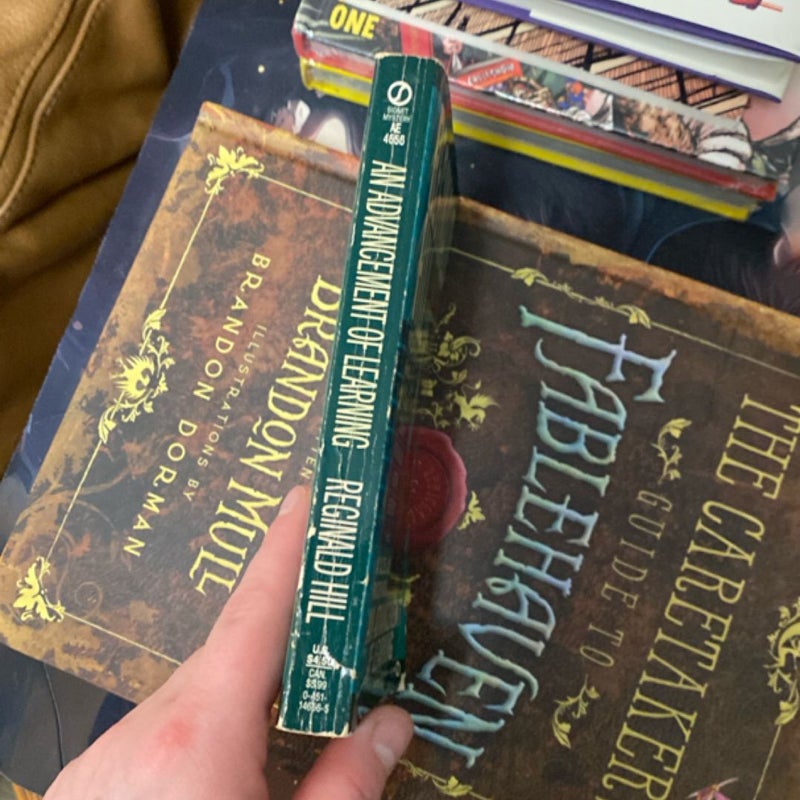 ONE
SIGNET
MYSTERY
AE
4656
AN ADVANCEMENT OF LEARNING
REGINALD HILL
U.S.
$4.50
CAN.
$5.99
0-451-
14656-5
THE CARETAKER
GUIDE TO
FABLEHAVEN
BRANDON MULL
ILLUSTRATIONS BY
BRANDON DORMAN